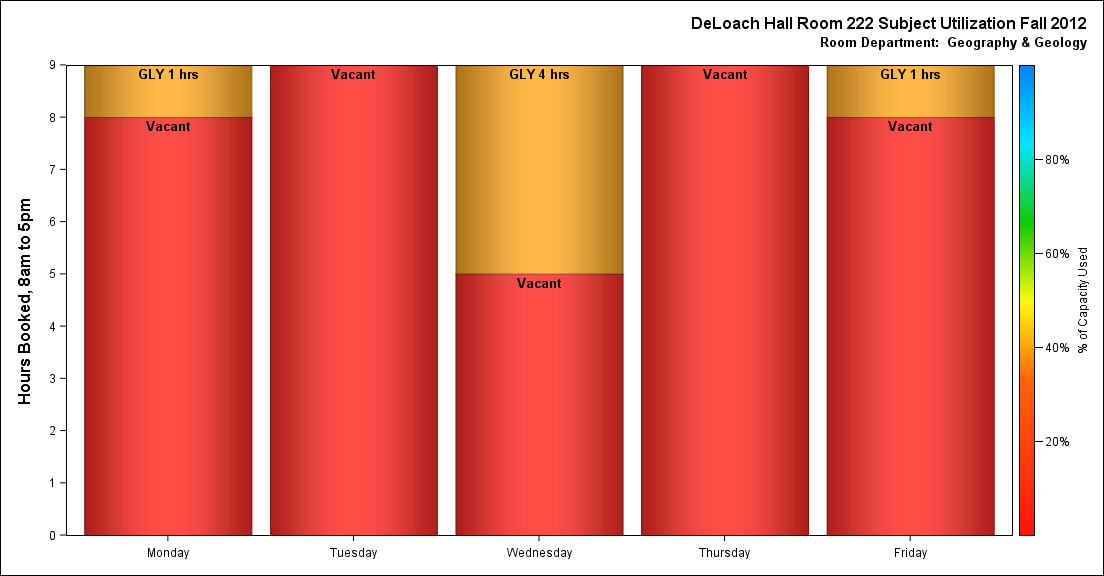 DeLoach Hall Room 222 Subject Utilization Fall 2012
Room Department: Geography & Geology
Hours Booked, 8am to 5pm
9
8
7
6
5
4
3
2
1
0
GLY 1 hrs
Vacant
Vacant
GLY 4 hrs
Vacant
Vacant
GLY 1 hrs
Vacant
Monday
Tuesday
Wednesday
Thursday
Friday
80%
60%
40%
20%
% of Capacity Used